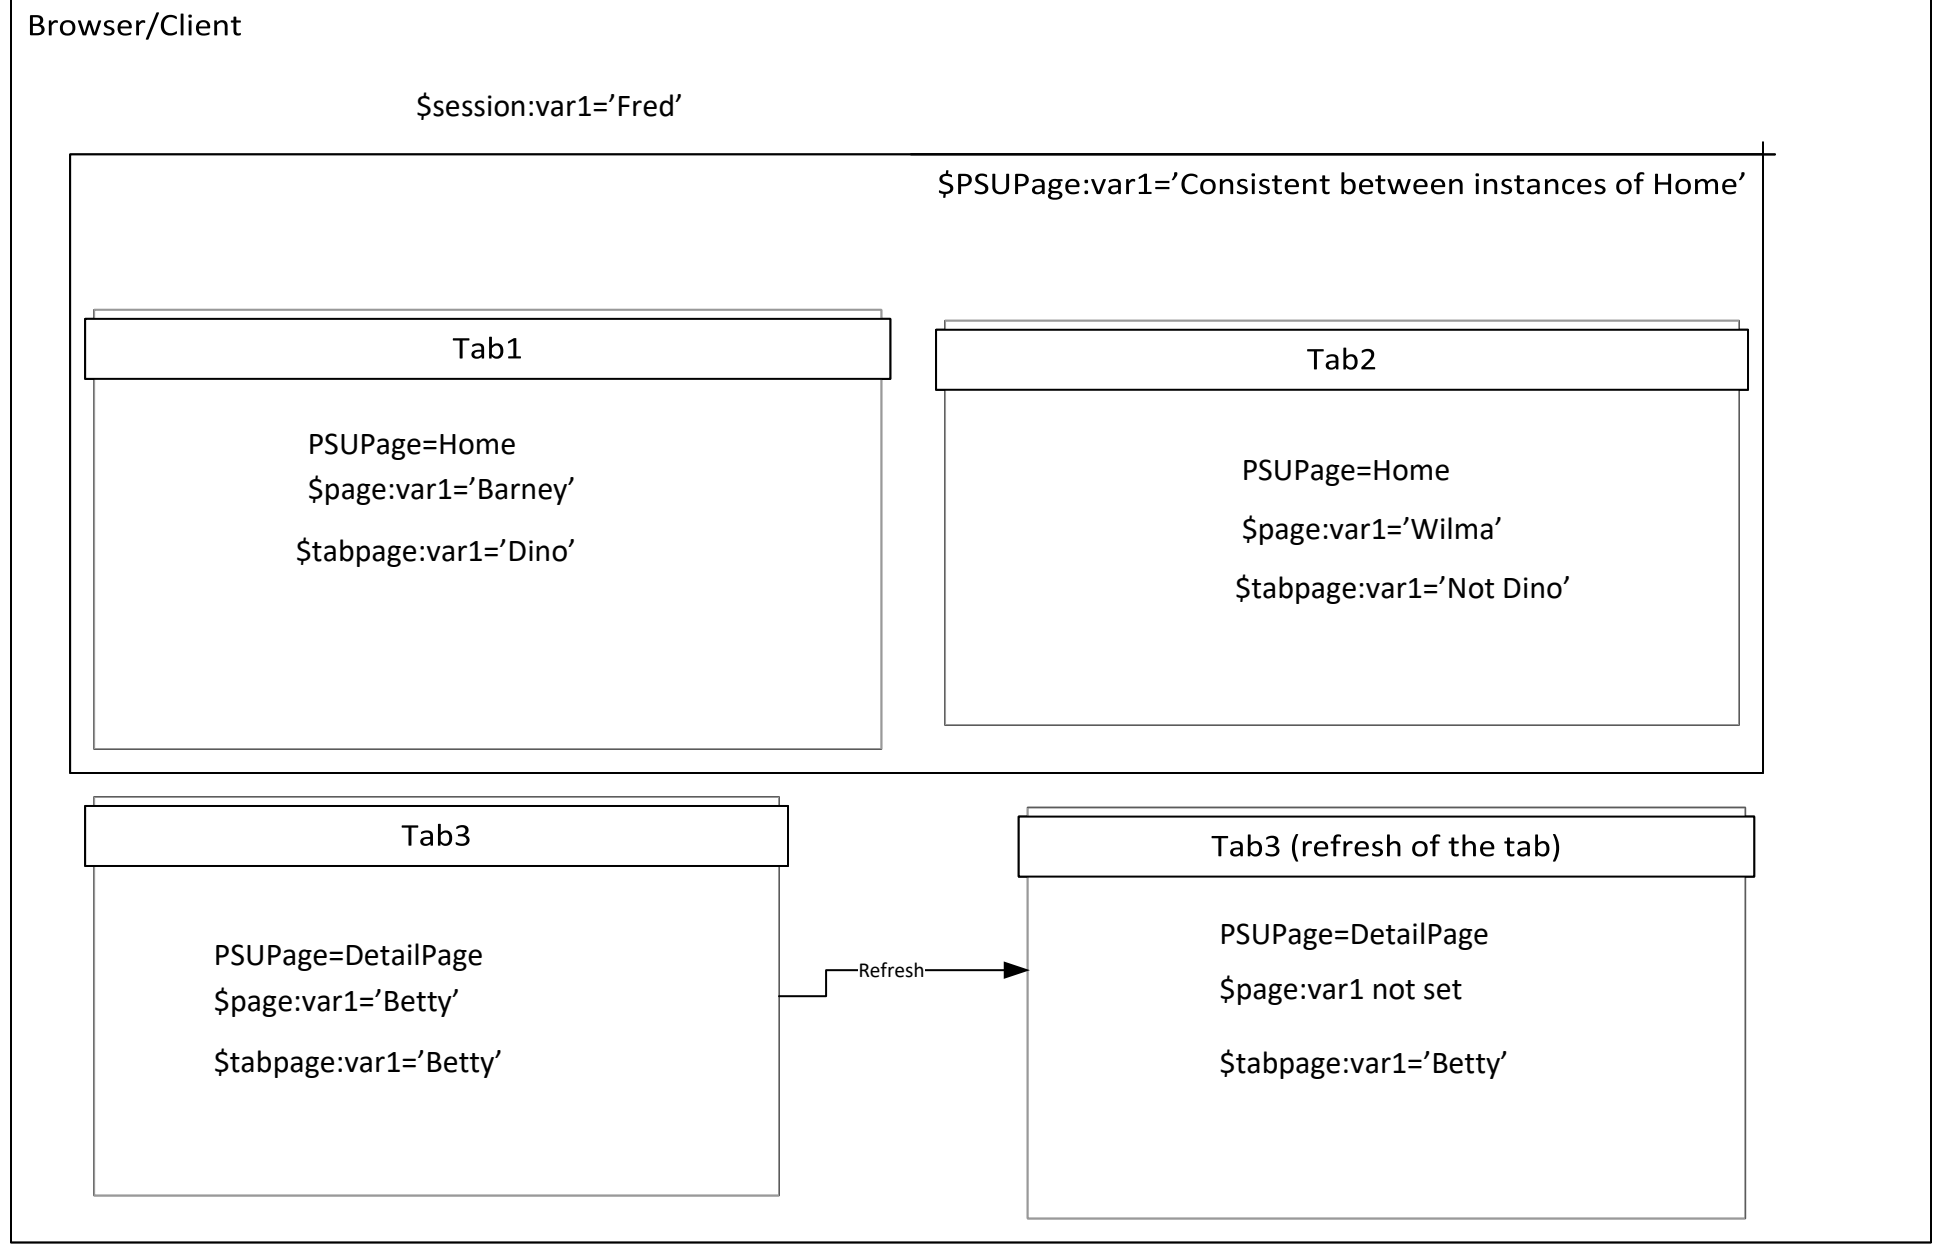 Browser/Client
$session:var1=’Fred’
$PSUPage:var1=’Consistent between instances of Home’
Tab1
PSUPage=Home
$page:var1=’Barney’
$tabpage:var1=’Dino’
Tab2
PSUPage=Home
$page:var1=’Wilma’
$tabpage:var1=’Not Dino’
Tab3
PSUPage=DetailPage
$page:var1=’Betty’
$tabpage:var1=’Betty’
Refresh
Tab3 (refresh of the tab)
PSUPage=DetailPage
$page:var1 not set
$tabpage:var1=’Betty’